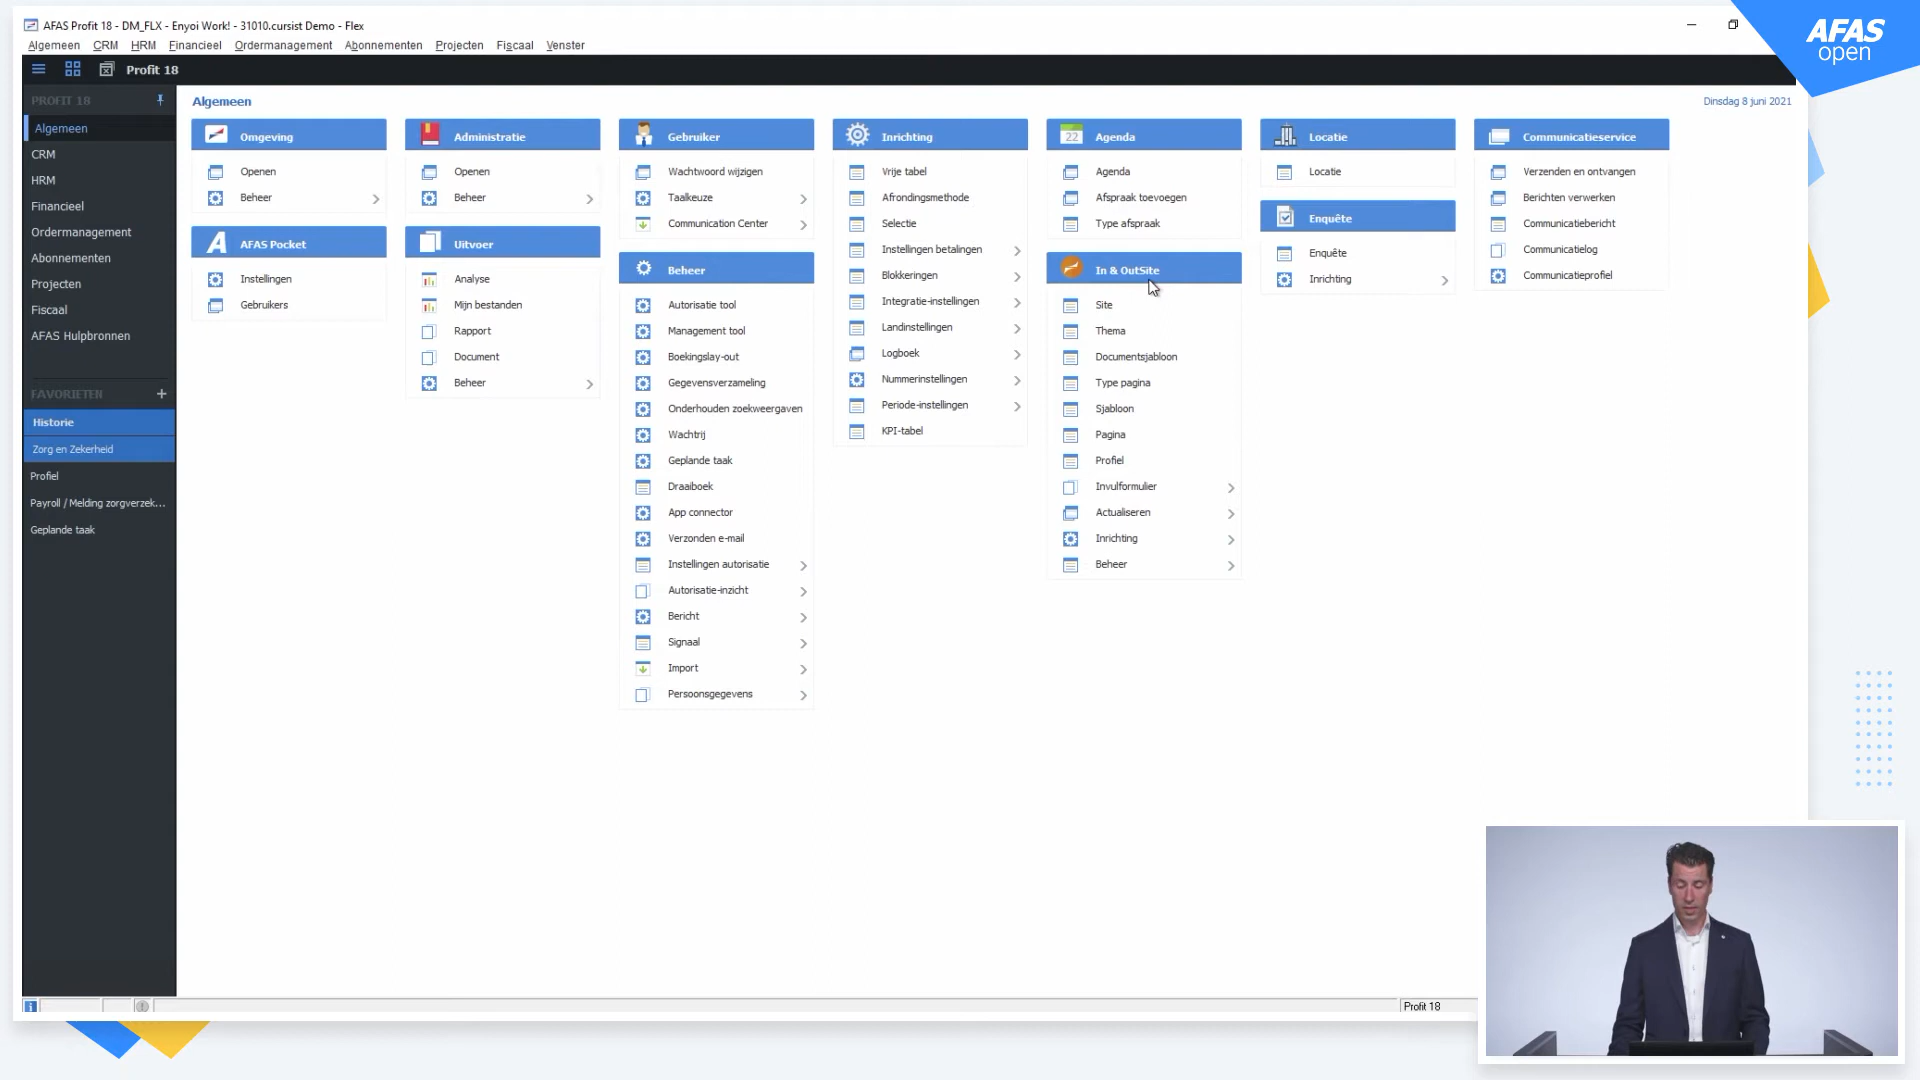 AFAS Profit 18 - DM_FLX - Enyoi Work! - 31010.cursist Demo - Flex
Algemeen CRM HRM Financieel Ordermanagement Abonnementen Projecten Fiscaal Venster
AFAS
open
Profit 18
PROFIT 18
Algemeen
CRM
HRM
Financieel
Ordermanagement
Abonnementen
Projecten
Fiscaal
AFAS Hulpbronnen
FAVORIETEN
Historie
Zorg en Zekerheid
Profiel
Payroll / Melding zorgverzek...
Geplande taak
Algemeen
Dinsdag 8 juni 2021
Omgeving
Openen
Beheer
AFAS Pocket
Instellingen
Gebruikers
Administratie
Openen
Beheer
Uitvoer
Analyse
Mijn bestanden
Rapport
Document
Beheer
Gebruiker
Wachtwoord wijzigen
Taalkeuze
Communication Center
Beheer
Autorisatie tool
Management tool
Boekingslay-out
Gegevensverzameling
Onderhouden zoekweergaven
Wachtrij
Geplande taak
Draaiboek
App connector
Verzonden e-mail
Instellingen autorisatie
Autorisatie-inzicht
Bericht
Signaal
Import
Persoonsgegevens
Inrichting
Vrije tabel
Afrondingsmethode
Selectie
Instellingen betalingen
Blokkeringen
Integratie-instellingen
Landinstellingen
Logboek
Nummerinstellingen
Periode-instellingen
KPI-tabel
22
Agenda
Agenda
Afspraak toevoegen
Type afspraak
In & OutSite
Site
Thema
Documentsjabloon
Type pagina
Sjabloon
Pagina
Profiel
Invulformulier
Actualiseren
Inrichting
Beheer
Locatie
Locatie
Enquête
Enquête
Inrichting
Communicatieservice
Verzenden en ontvangen
Berichten verwerken
Communicatiebericht
Communicatielog
Communicatieprofiel
Profit 18